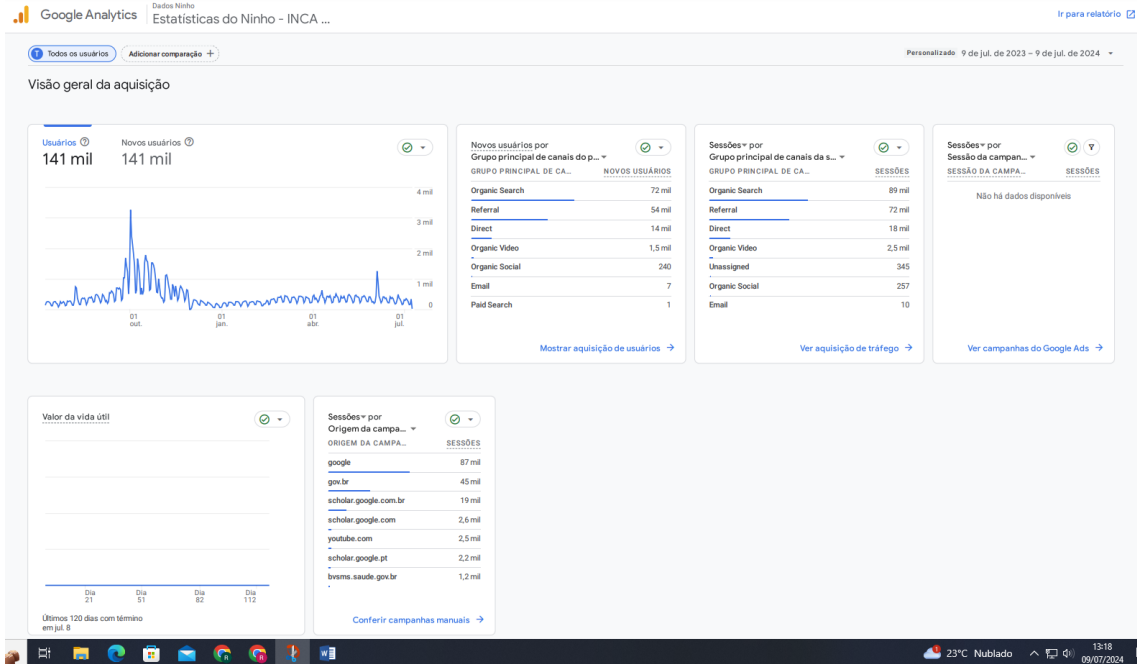 Google Analytics
Dados Ninho
Estatísticas do Ninho - INCA ...
Ir para relatório
T Todos os usuários
Adicionar comparação +
Personalizado 9 de jul. de 2023 – 9 de jul. de 2024
Visão geral da aquisição
Usuários
141 mil
Novos usuários
141 mil
4 mil
3 mil
2 mil
1 mil
0
01 out.
01 jan.
01 abr.
01 jul.
Novos usuários por
Grupo principal de canais do p...
GRUPO PRINCIPAL DE CA... NOVOS USUÁRIOS
Organic Search 72 mil
Referral 54 mil
Direct 14 mil
Organic Video 1,5 mil
Organic Social 240
Email 7
Paid Search 1
Mostrar aquisição de usuários →
Sessões por
Grupo principal de canais da s...
GRUPO PRINCIPAL DE CA... SESSÕES
Organic Search 89 mil
Referral 72 mil
Direct 18 mil
Organic Video 2,5 mil
Unassigned 345
Organic Social 257
Email 10
Ver aquisição de tráfego →
Sessões por
Sessão da campan...
SESSÃO DA CAMPA... SESSÕES
Não há dados disponíveis
Ver campanhas do Google Ads →
Valor da vida útil
Dia 21
Dia 51
Dia 82
Dia 112
Últimos 120 dias com término
em jul. 8
Sessões por
Origem da campa...
ORIGEM DA CAMPA... SESSÕES
google 87 mil
gov.br 45 mil
scholar.google.com.br 19 mil
scholar.google.com 2,6 mil
youtube.com 2,5 mil
scholar.google.pt 2,2 mil
bvsms.saude.gov.br 1,2 mil
Conferir campanhas manuais →
23°C Nublado
13:18
09/07/2024